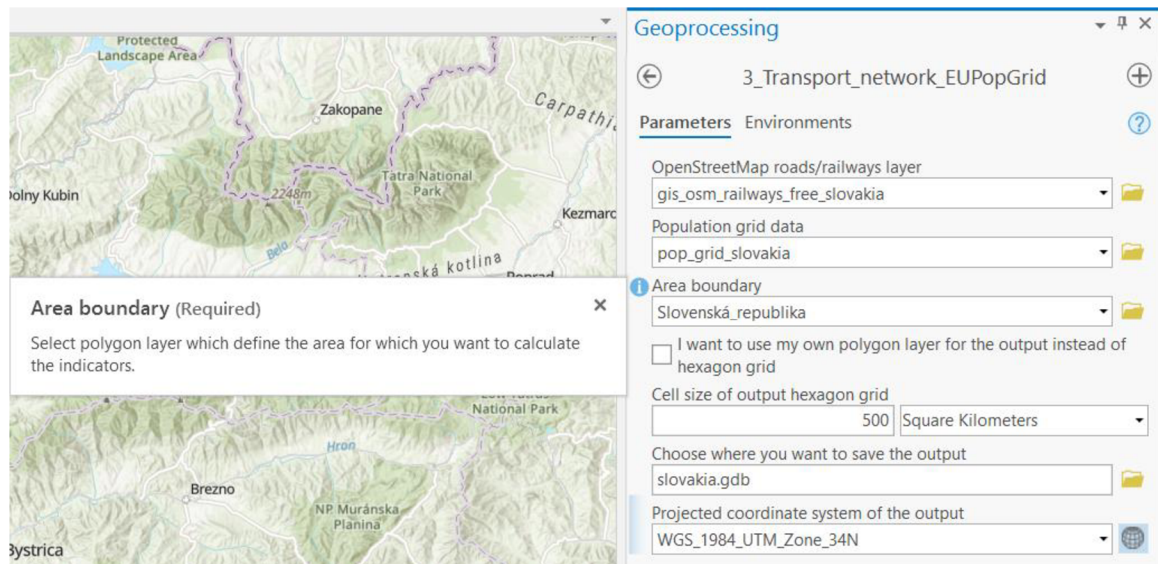 Protected
Landscape Area
Zakopane
Tatra National
Park
2248m
Dolny Kubin
Kezmaro
Bela
kotlina
Area boundary (Required)
Select polygon layer which define the area for which you want to calculate
the indicators.
National Park
Hron
Brezno
NP Muránska
Planina
Bystrica
Geoprocessing
3_Transport_network_EUPopGrid
Parameters Environments
OpenStreetMap roads/railways layer
gis_osm_railways_free_slovakia
Population grid data
pop_grid_slovakia
Area boundary
Slovenská_republika
I want to use my own polygon layer for the output instead of
hexagon grid
Cell size of output hexagon grid
500 Square Kilometers
Choose where you want to save the output
slovakia.gdb
Projected coordinate system of the output
WGS_1984_UTM_Zone_34N